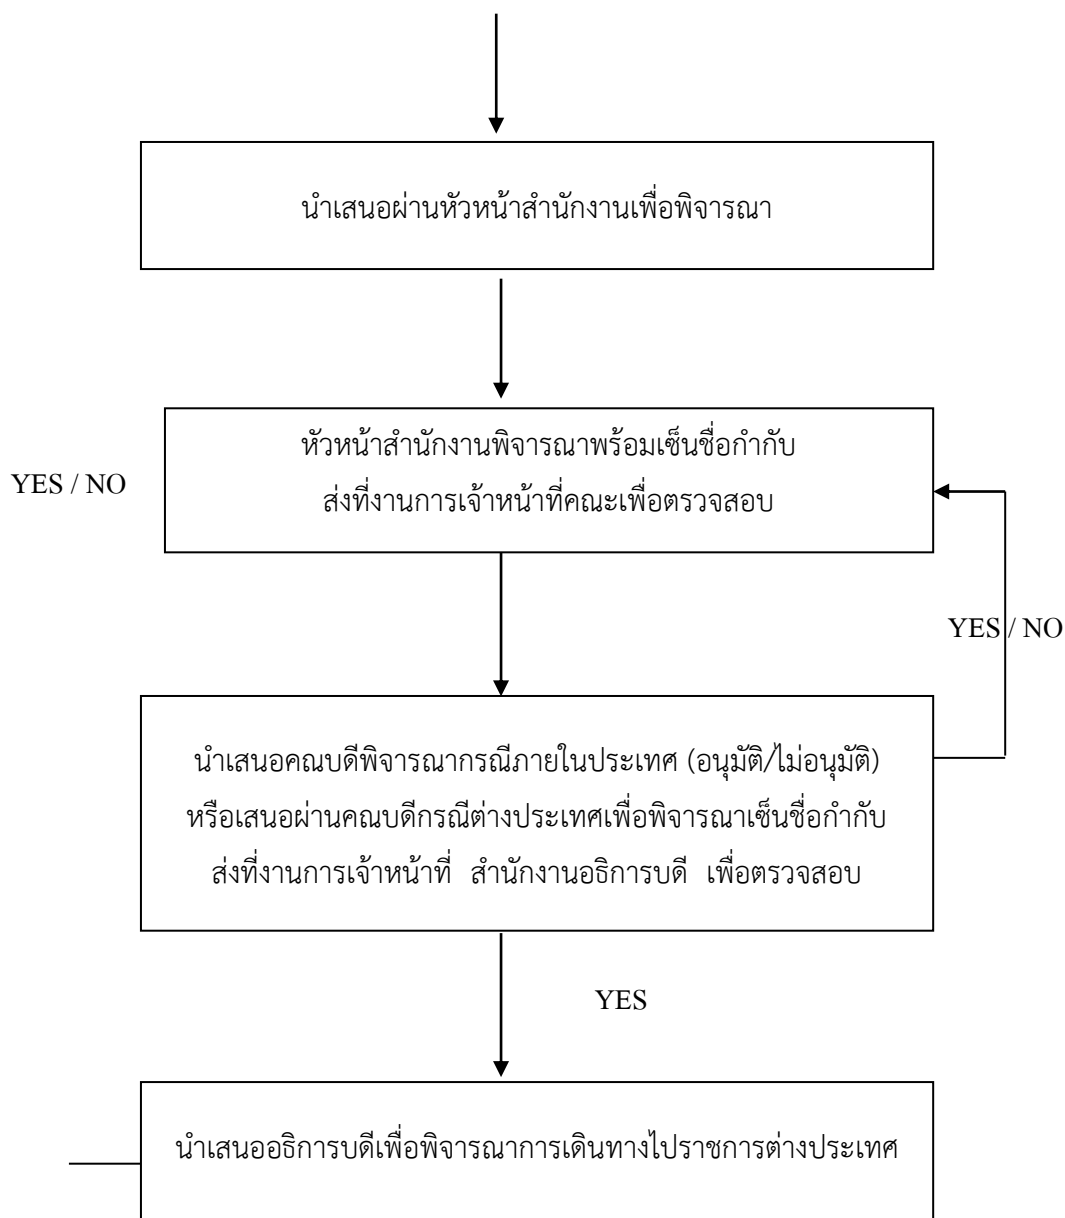 นำเสนอผ่านหัวหน้าสำนักงานเพื่อพิจารณา
หัวหน้าสำนักงานพิจารณาพร้อมเซ็นชื่อกำกับ
ส่งที่งานการเจ้าหน้าที่คณะเพื่อตรวจสอบ
YES / NO
YES / NO
นำเสนอคณบดีพิจารณากรณีภายในประเทศ (อนุมัติ/ไม่อนุมัติ)
หรือเสนอผ่านคณบดีกรณีต่างประเทศเพื่อพิจารณาเซ็นชื่อกำกับ
ส่งที่งานการเจ้าหน้าที่ สำนักงานอธิการบดี เพื่อตรวจสอบ
YES
นำเสนออธิการบดีเพื่อพิจารณาการเดินทางไปราชการต่างประเทศ